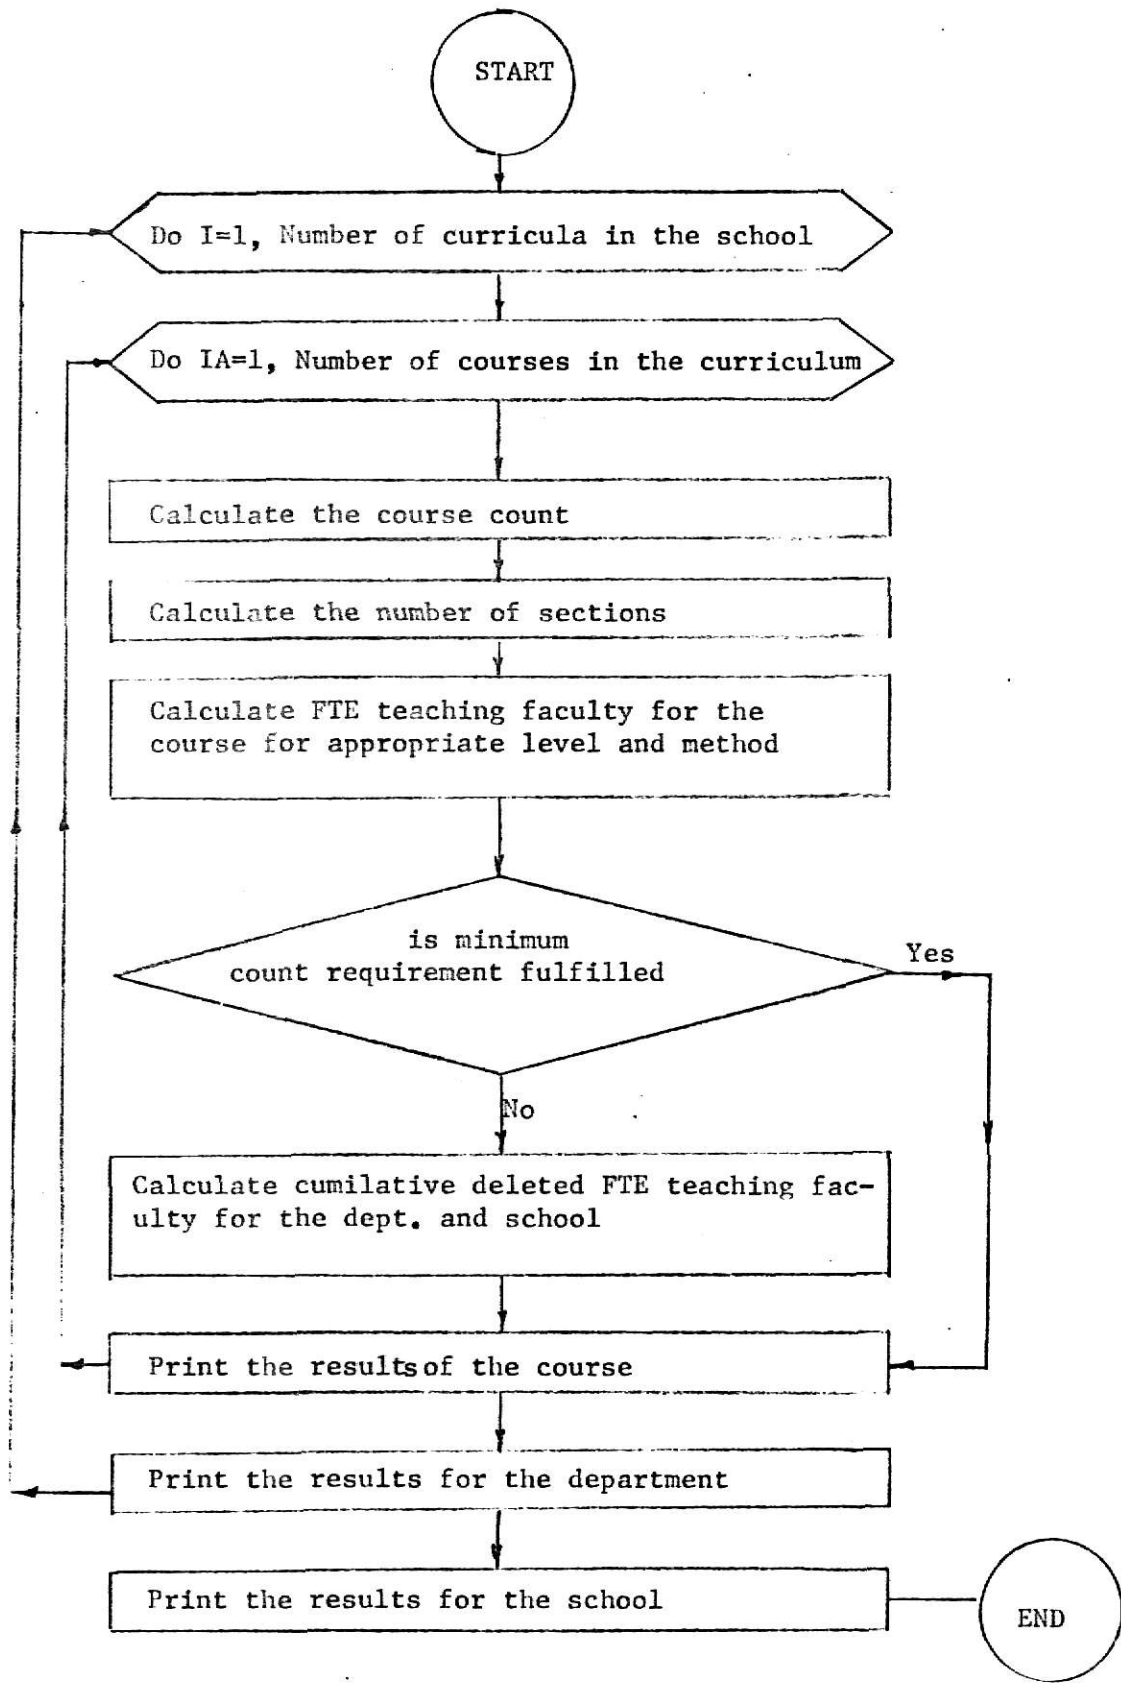 START
Do I=1, Number of curricula in the school
Do IA=1, Number of courses in the curriculum
Calculate the course count
Calculate the number of sections
Calculate FTE teaching faculty for the
course for appropriate level and method
is minimum
count requirement fulfilled
Yes
No
Calculate cumilative deleted FTE teaching fac-
ulty for the dept. and school
Print the results of the course
Print the results for the department
Print the results for the school
END